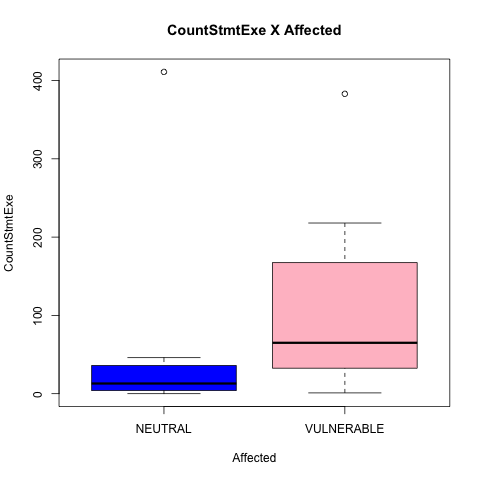 CountStmtExe X Affected
CountStmtExe
400
300
200
100
0
NEUTRAL VULNERABLE
Affected